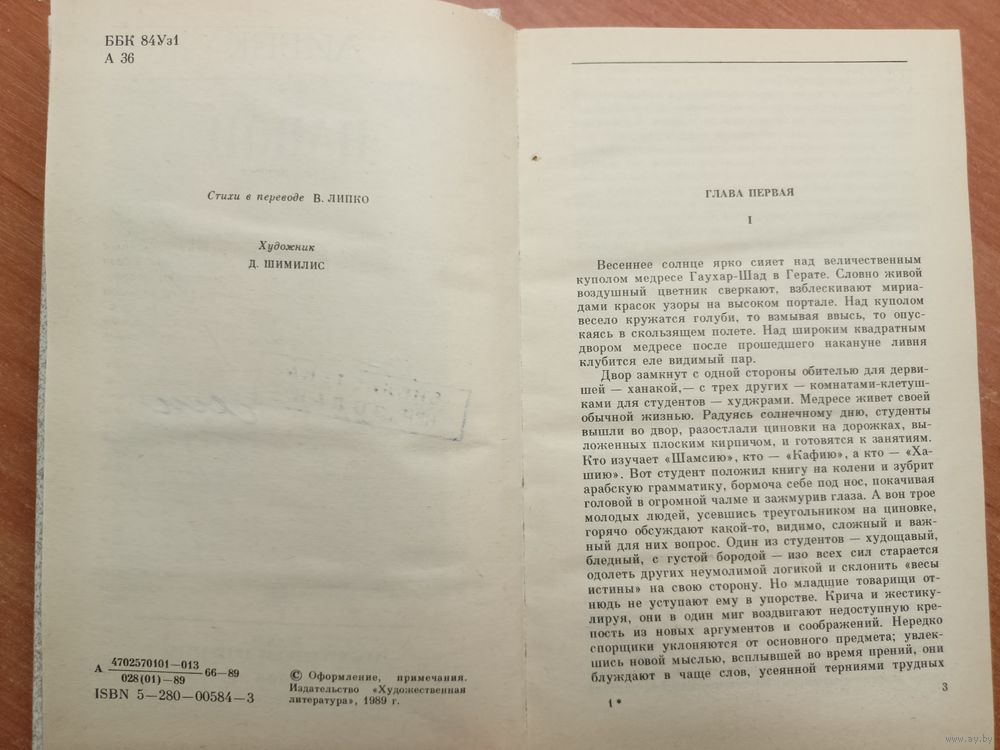 ББК 84Уз1
А 36
Стихи в переводе В. ЛИПКО
Художник
Д. ШИМИЛИС
А 4702570101—013 66—89
028(01)—89
ISBN 5—280—00584—3
© Оформление, примечания.
Издательство «Художественная
литература», 1989 г.
ГЛАВА ПЕРВАЯ
I
Весеннее солнце ярко сияет над величественным
куполом медресе Гаухар-Шад в Герате. Словно живой
воздушный цветник сверкают, взблескивают мириа-
дами красок узоры на высоком портале. Над куполом
весело кружатся голуби, то взмывая ввысь, то опус-
каясь в скользящем полете. Над широким квадратным
двором медресе после прошедшего накануне ливня
клубится еле видимый пар.
Двор замкнут с одной стороны обителью для дерви-
шей — ханакой,— с трех других — комнатами-клетуш-
ками для студентов — худжрами. Медресе живет своей
обычной жизнью. Радуясь солнечному дню, студенты
вышли во двор, разостлали циновки на дорожках, вы-
ложенных плоским кирпичом, и готовятся к занятиям.
Кто изучает «Шамсию», кто — «Кафию», а кто — «Ха-
шию». Вот студент положил книгу на колени и зубрит
арабскую грамматику, бормоча себе под нос, покачивая
головой в огромной чалме и зажмурив глаза. А вон трое
молодых людей, усевшись треугольником на циновке,
горячо обсуждают какой-то, видимо, сложный и важ-
ный для них вопрос. Один из студентов — худощавый,
бледный, с густой бородой — изо всех сил старается
одолеть других неумолимой логикой и склонить «весы
истины» на свою сторону. Но младшие товарищи от-
нюдь не уступают ему в упорстве. Крича и жестику-
лируя, они в один миг воздвигают недоступную кре-
пость из новых аргументов и соображений. Нередко
спорщики уклоняются от основного предмета; увлек-
шись новой мыслью, всплывшей во время прений, они
блуждают в чаще слов, усеянной терниями трудных
1*
3
www.ay.by